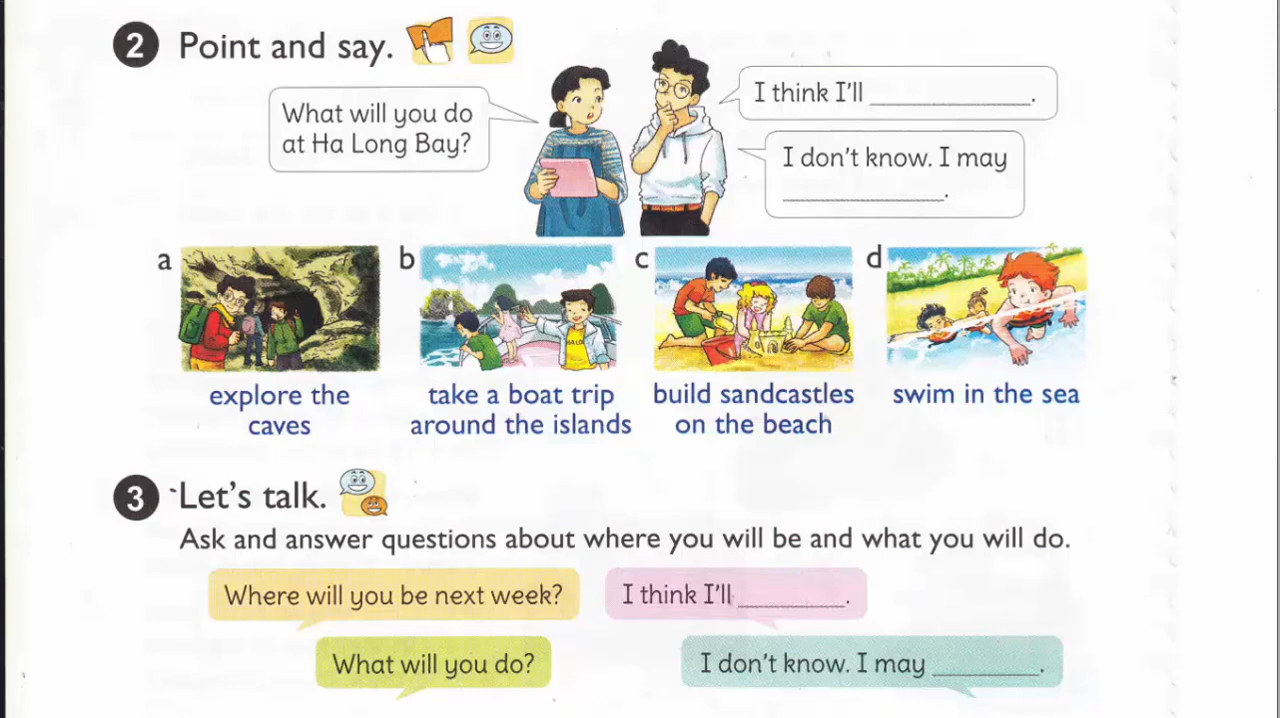 2 Point and say.
What will you do
at Ha Long Bay?
I think I'll ____________.
I don't know. I may
____________.
a
b
c
d
explore the
caves
take a boat trip
around the islands
build sandcastles
on the beach
swim in the sea
3 Let's talk.
Ask and answer questions about where you will be and what you will do.
Where will you be next week?
I think I'll ________.
What will you do?
I don't know. I may ________.